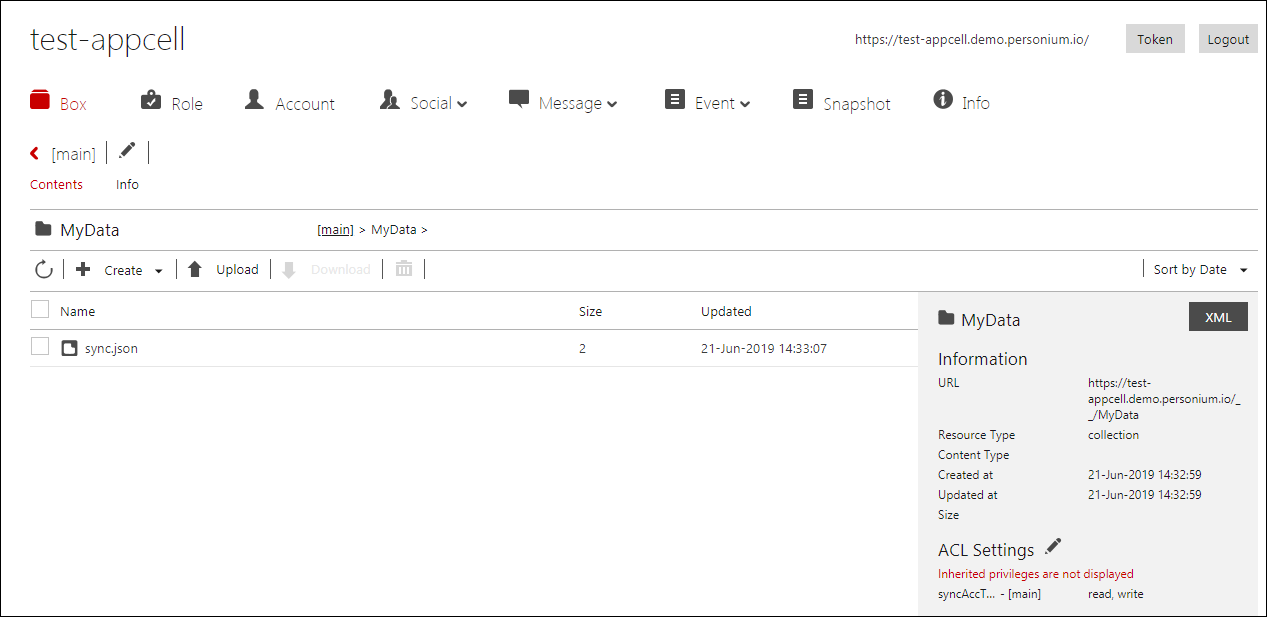 test-appcell
https://test-appcell.demo.personium.io/ Token Logout
Box Role Account Social Message Event Snapshot Info
[main]
Contents Info
MyData [main] > MyData >
Create Upload Download Sort by Date
Name Size Updated
sync.json 2 21-Jun-2019 14:33:07
MyData XML
Information
URL https://test-
appcell.demo.personium.io/_
_/MyData
Resource Type collection
Content Type
Created at 21-Jun-2019 14:32:59
Updated at 21-Jun-2019 14:32:59
Size
ACL Settings
Inherited privileges are not displayed
syncAccT... - [main] read, write